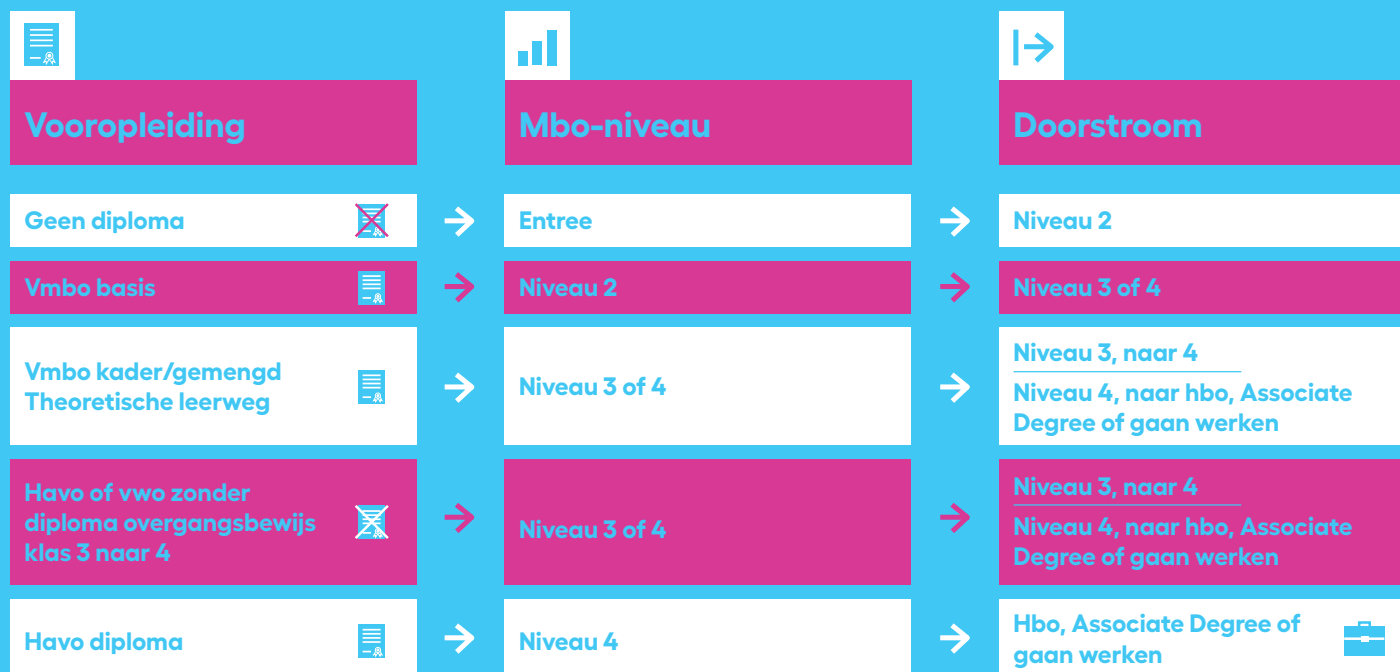 Vooropleiding
Mbo-niveau
Doorstroom
Geen diploma
Entree
Niveau 2
Vmbo basis
Niveau 2
Niveau 3 of 4
Vmbo kader/gemengd
Theoretische leerweg
Niveau 3 of 4
Niveau 3, naar 4
Niveau 4, naar hbo, Associate
Degree of gaan werken
Havo of vwo zonder
diploma overgangsbewijs
klas 3 naar 4
Niveau 3 of 4
Niveau 3, naar 4
Niveau 4, naar hbo, Associate
Degree of gaan werken
Havo diploma
Niveau 4
Hbo, Associate Degree of
gaan werken